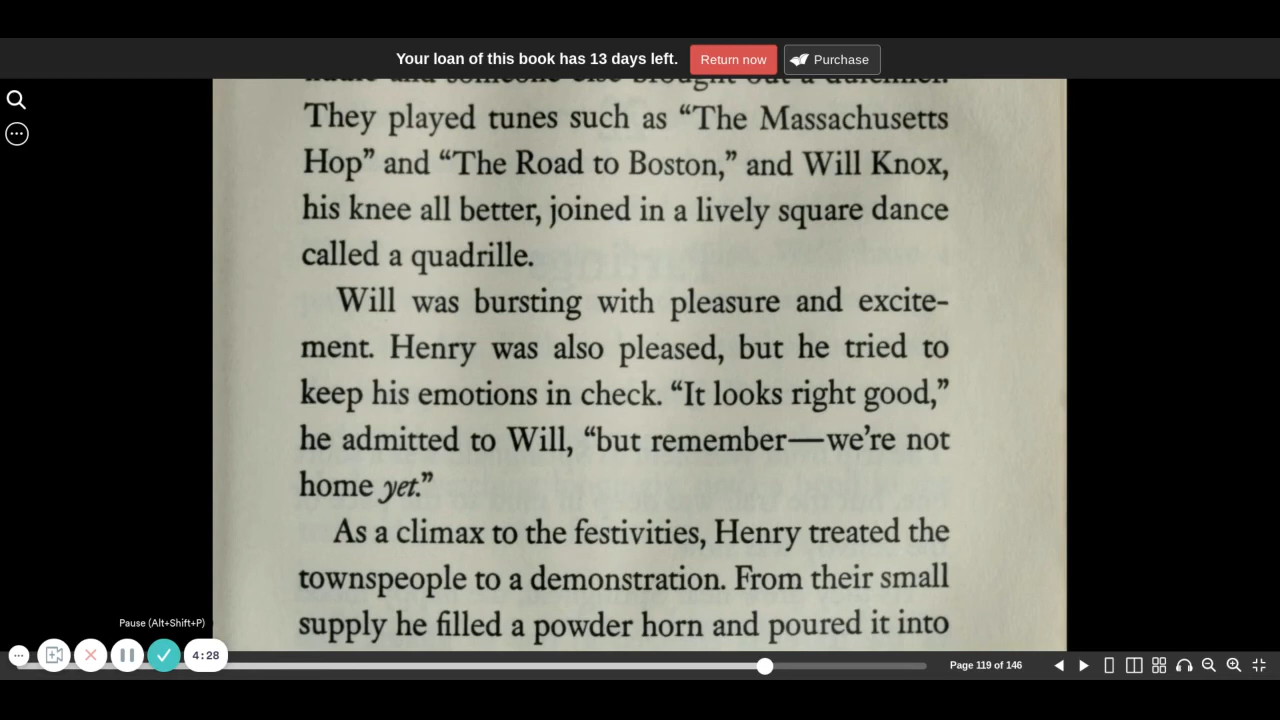 Your loan of this book has 13 days left. Return now Purchase
They played tunes such as “The Massachusetts
Hop” and “The Road to Boston,” and Will Knox,
his knee all better, joined in a lively square dance
called a quadrille.
Will was bursting with pleasure and excite-
ment. Henry was also pleased, but he tried to
keep his emotions in check. “It looks right good,”
he admitted to Will, “but remember—we’re not
home yet.”
As a climax to the festivities, Henry treated the
townspeople to a demonstration. From their small
supply he filled a powder horn and poured it into
Pause (Alt+Shift+P)
4:28
Page 119 of 146